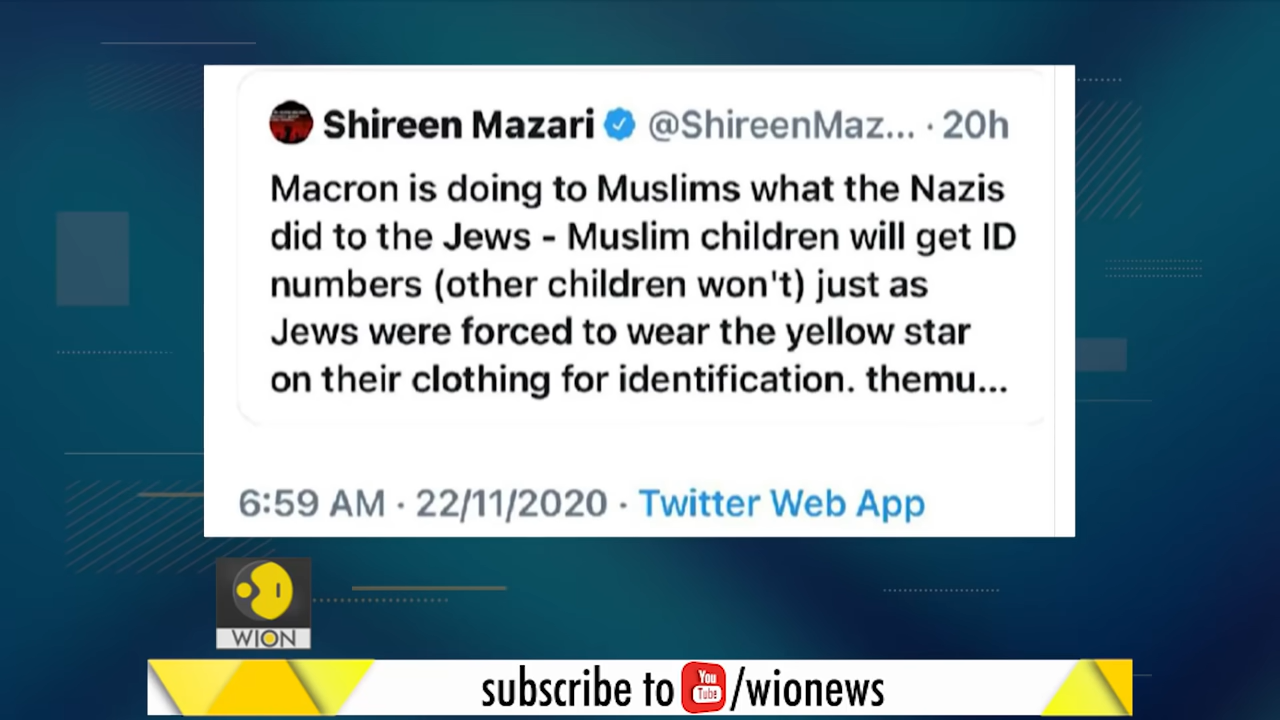 Shireen Mazari @ShireenMaz... · 20h
Macron is doing to Muslims what the Nazis
did to the Jews - Muslim children will get ID
numbers (other children won't) just as
Jews were forced to wear the yellow star
on their clothing for identification. themu...
6:59 AM · 22/11/2020 · Twitter Web App
WION
subscribe to You Tube /wionews